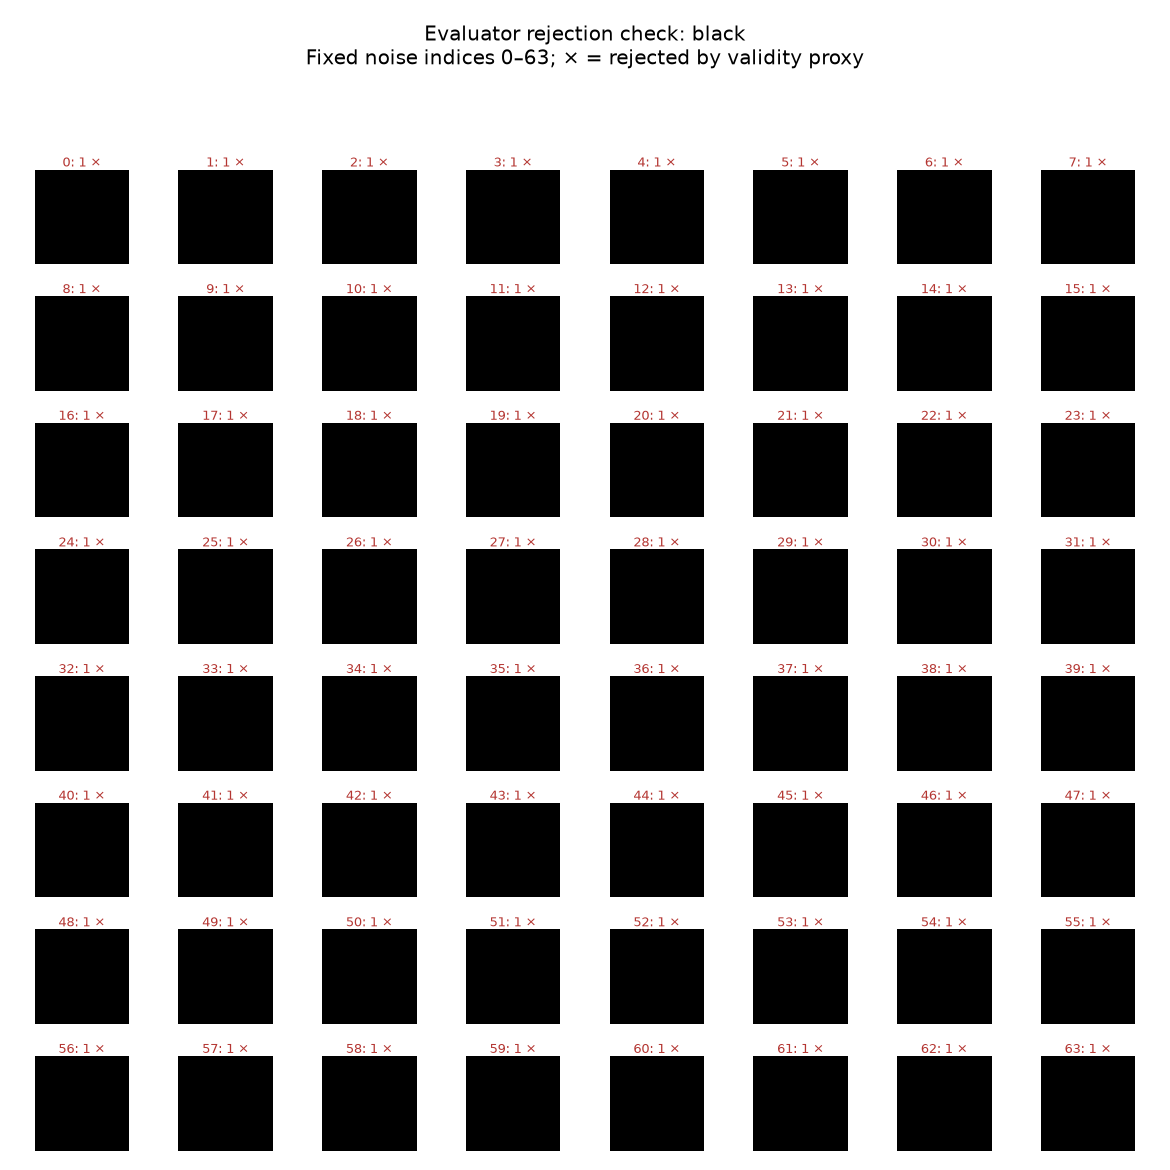 Evaluator rejection check: black
Fixed noise indices 0–63; × = rejected by validity proxy
0: 1 × 1: 1 × 2: 1 × 3: 1 × 4: 1 × 5: 1 × 6: 1 × 7: 1 ×
8: 1 × 9: 1 × 10: 1 × 11: 1 × 12: 1 × 13: 1 × 14: 1 × 15: 1 ×
16: 1 × 17: 1 × 18: 1 × 19: 1 × 20: 1 × 21: 1 × 22: 1 × 23: 1 ×
24: 1 × 25: 1 × 26: 1 × 27: 1 × 28: 1 × 29: 1 × 30: 1 × 31: 1 ×
32: 1 × 33: 1 × 34: 1 × 35: 1 × 36: 1 × 37: 1 × 38: 1 × 39: 1 ×
40: 1 × 41: 1 × 42: 1 × 43: 1 × 44: 1 × 45: 1 × 46: 1 × 47: 1 ×
48: 1 × 49: 1 × 50: 1 × 51: 1 × 52: 1 × 53: 1 × 54: 1 × 55: 1 ×
56: 1 × 57: 1 × 58: 1 × 59: 1 × 60: 1 × 61: 1 × 62: 1 × 63: 1 ×